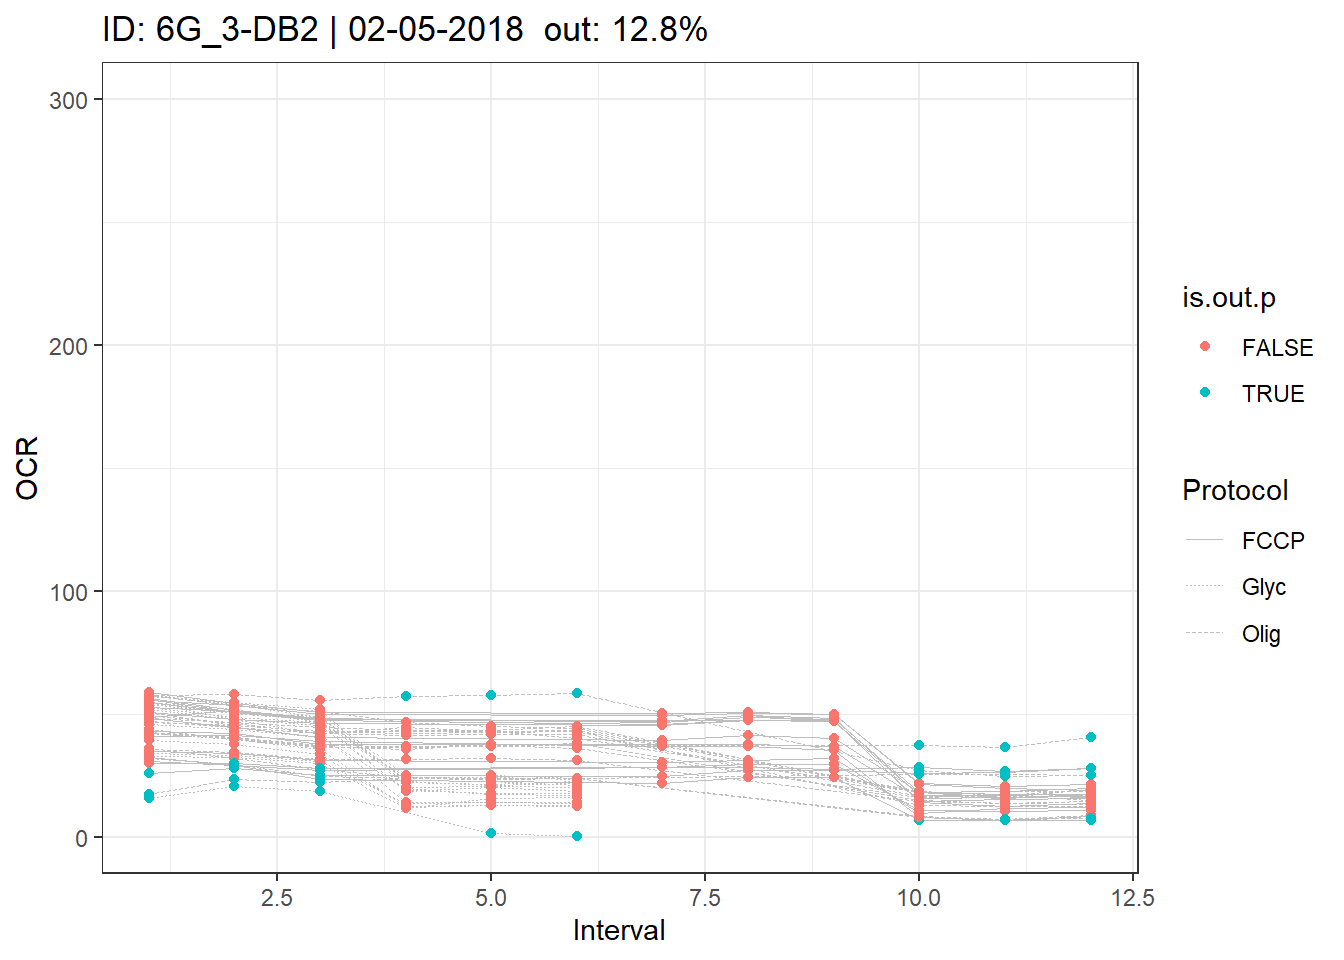 ID: 6G_3-DB2 | 02-05-2018  out: 12.8%
300
200
100
0
OCR
2.5
5.0
7.5
10.0
12.5
Interval
is.out.p
FALSE
TRUE
Protocol
FCCP
Glyc
Olig